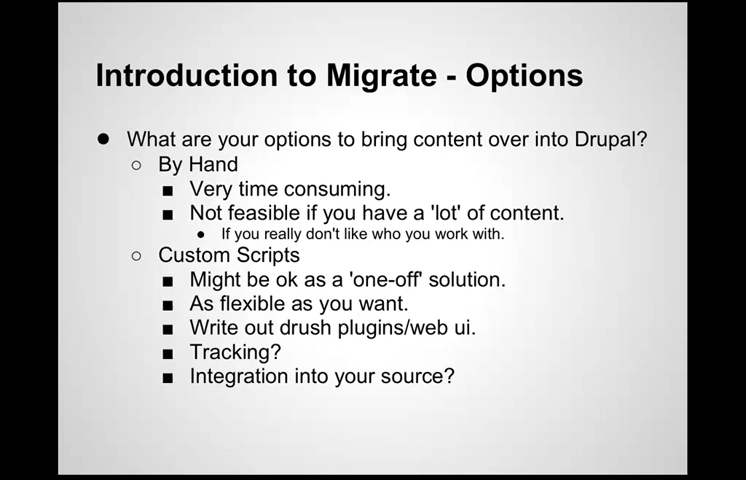 Introduction to Migrate - Options
● What are your options to bring content over into Drupal?
○ By Hand
■ Very time consuming.
■ Not feasible if you have a 'lot' of content.
● If you really don't like who you work with.
○ Custom Scripts
■ Might be ok as a 'one-off' solution.
■ As flexible as you want.
■ Write out drush plugins/web ui.
■ Tracking?
■ Integration into your source?